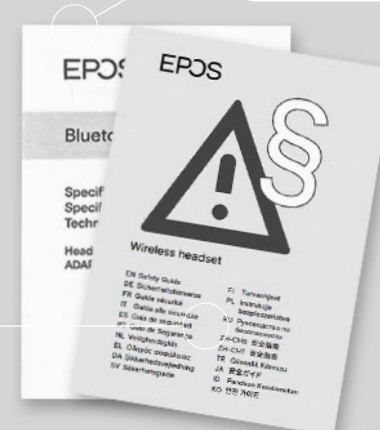 EPOS
Blueto
Specif
Specif
Techn
Head
ADAP
EPOS
§
Wireless headset
EN Safety Guide
DE Sicherheitshinweise
FR Guide sécurité
IT Guida alla sicurezza
ES Guía de seguridad
PT Guia de Segurança
NL Veiligheidsgids
EL Οδηγός ασφάλειας
DA Sikkerhedsvejledning
SV Säkerhetsguide
FI Turvaohjeet
PL Instrukcje
bezpieczeństwa
RU Руководство по
безопасности
ZH-CHS 安全指南
ZH-CHT 安全指南
TR Güvenlik Kılavuzu
JA 安全ガイド
ID Panduan Keselamatan
KO 안전 가이드